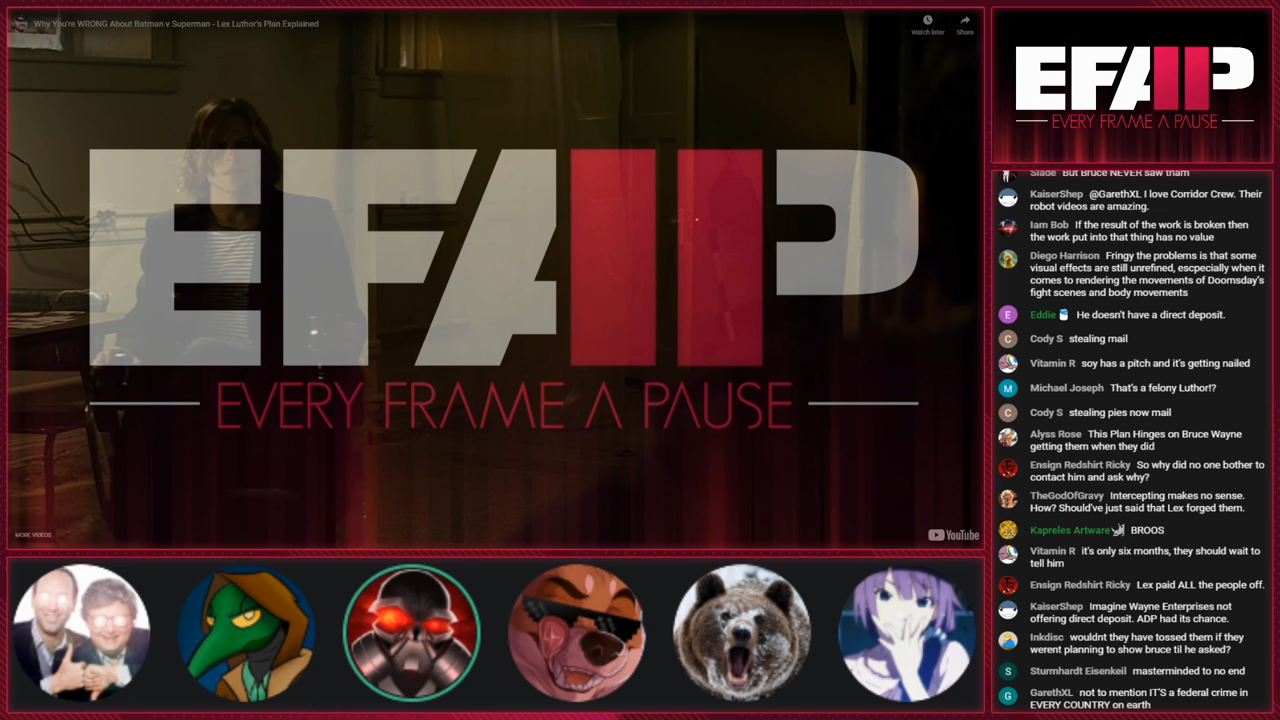 Why You're WRONG About Batman v Superman - Lex Luthor's Plan Explained
Watch later
Share
EFAP
EVERY FRAME A PAUSE
MORE VIDEOS
YouTube
EFAP
EVERY FRAME A PAUSE
Slade But Bruce NEVER saw tham
KaiserShep @GarethXL I love Corridor Crew. Their
robot videos are amazing.
Iam Bob If the result of the work is broken then
the work put into that thing has no value
Diego Harrison Fringy the problems is that some
visual effects are still unrefined, escpecially when it
comes to rendering the movements of Doomsday's
fight scenes and body movements
E Eddie He doesn't have a direct deposit.
C Cody S stealing mail
Vitamin R soy has a pitch and it's getting nailed
M Michael Joseph That's a felony Luthor!?
C Cody S stealing pies now mail
Alyss Rose This Plan Hinges on Bruce Wayne
getting them when they did
Ensign Redshirt Ricky So why did no one bother to
contact him and ask why?
TheGodOfGravy Intercepting makes no sense.
How? Should've just said that Lex forged them.
Kapreles Artware BROOS
Vitamin R it's only six months, they should wait to
tell him
Ensign Redshirt Ricky Lex paid ALL the people off.
KaiserShep Imagine Wayne Enterprises not
offering direct deposit. ADP had its chance.
Inkdisc wouldnt they have tossed them if they
werent planning to show bruce til he asked?
S Sturmhardt Eisenkeil masterminded to no end
G GarethXL not to mention IT'S a federal crime in
EVERY COUNTRY on earth